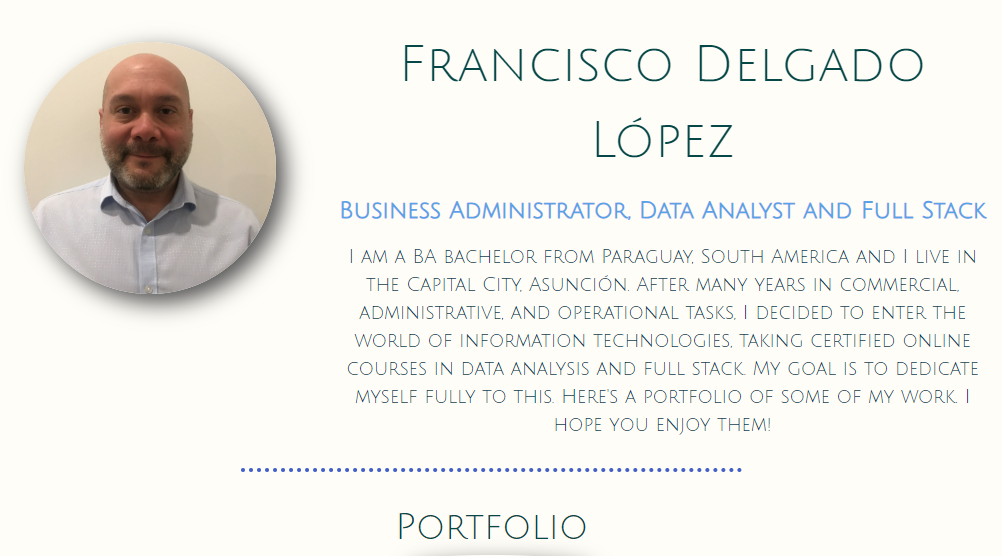 Francisco Delgado
López
Business Administrator, Data Analyst and Full Stack
I am a BA bachelor from Paraguay, South America and I live in
the Capital City, Asunción. After many years in commercial,
administrative, and operational tasks, I decided to enter the
world of information technologies, taking certified online
courses in data analysis and full stack. My goal is to dedicate
myself fully to this. Here's a portfolio of some of my work. I
hope you enjoy them!
Portfolio